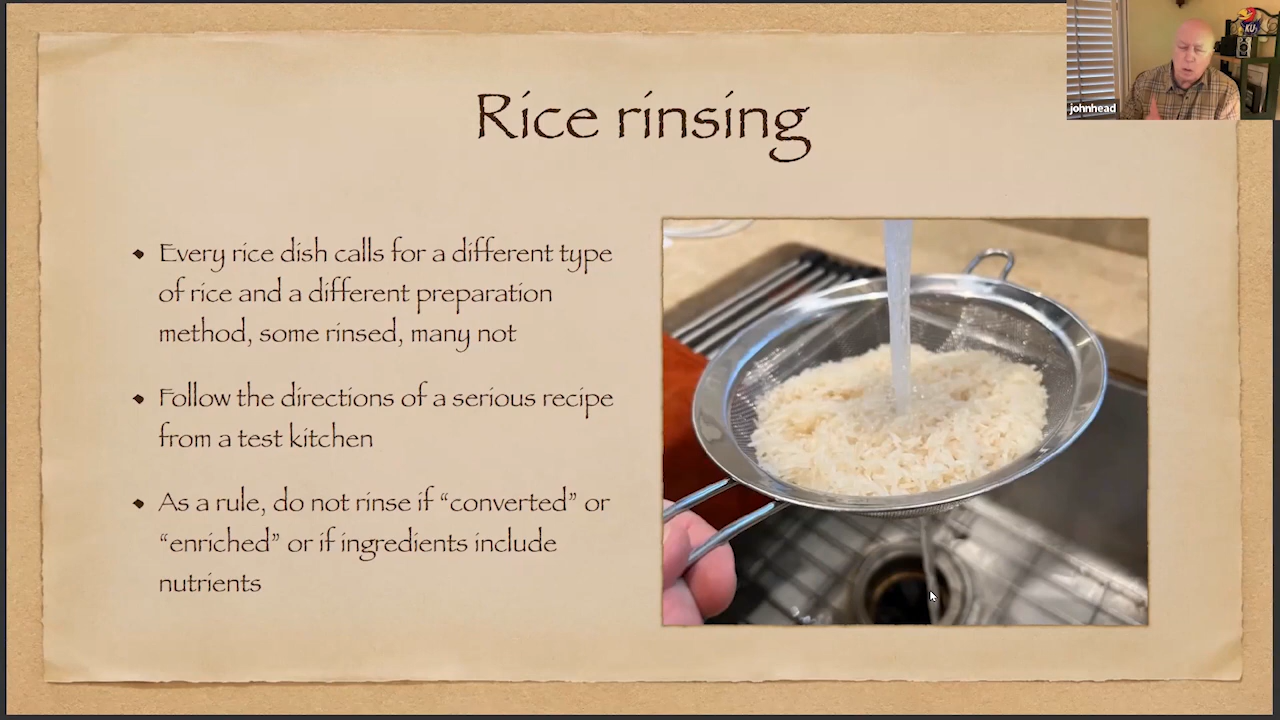 johnhead
KU
Rice rinsing
Every rice dish calls for a different type
of rice and a different preparation
method, some rinsed, many not
Follow the directions of a serious recipe
from a test kitchen
As a rule, do not rinse if “converted” or
“enriched” or if ingredients include
nutrients